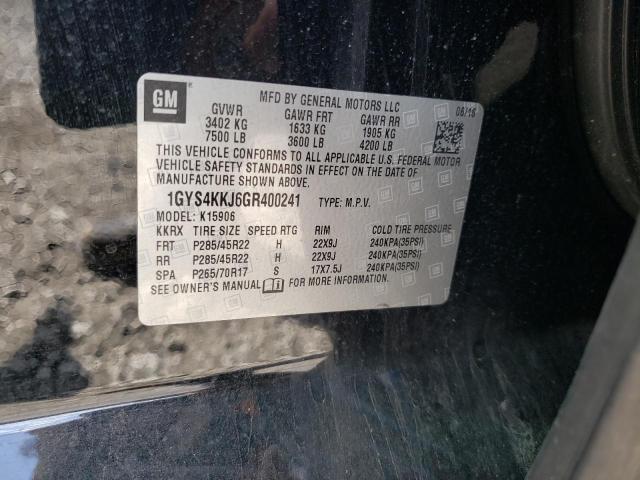 GM
MFD BY GENERAL MOTORS LLC
08/16
GVWR GAWR FRT GAWR RR
3402 KG 1633 KG 1905 KG
7500 LB 3600 LB 4200 LB
THIS VEHICLE CONFORMS TO ALL APPLICABLE U.S. FEDERAL MOTOR
VEHICLE SAFETY STANDARDS IN EFFECT ON THE DATE OF
MANUFACTURE SHOWN ABOVE.
1GYS4KKJ6GR400241 TYPE: M.P.V.
MODEL: K15906
KKRX TIRE SIZE SPEED RTG RIM COLD TIRE PRESSURE
FRT P285/45R22 H 22X9J 240KPA(35PSI)
RR P285/45R22 H 22X9J 240KPA(35PSI)
SPA P265/70R17 S 17X7.5J 240KPA(35PSI)
SEE OWNER'S MANUAL FOR MORE INFORMATION.